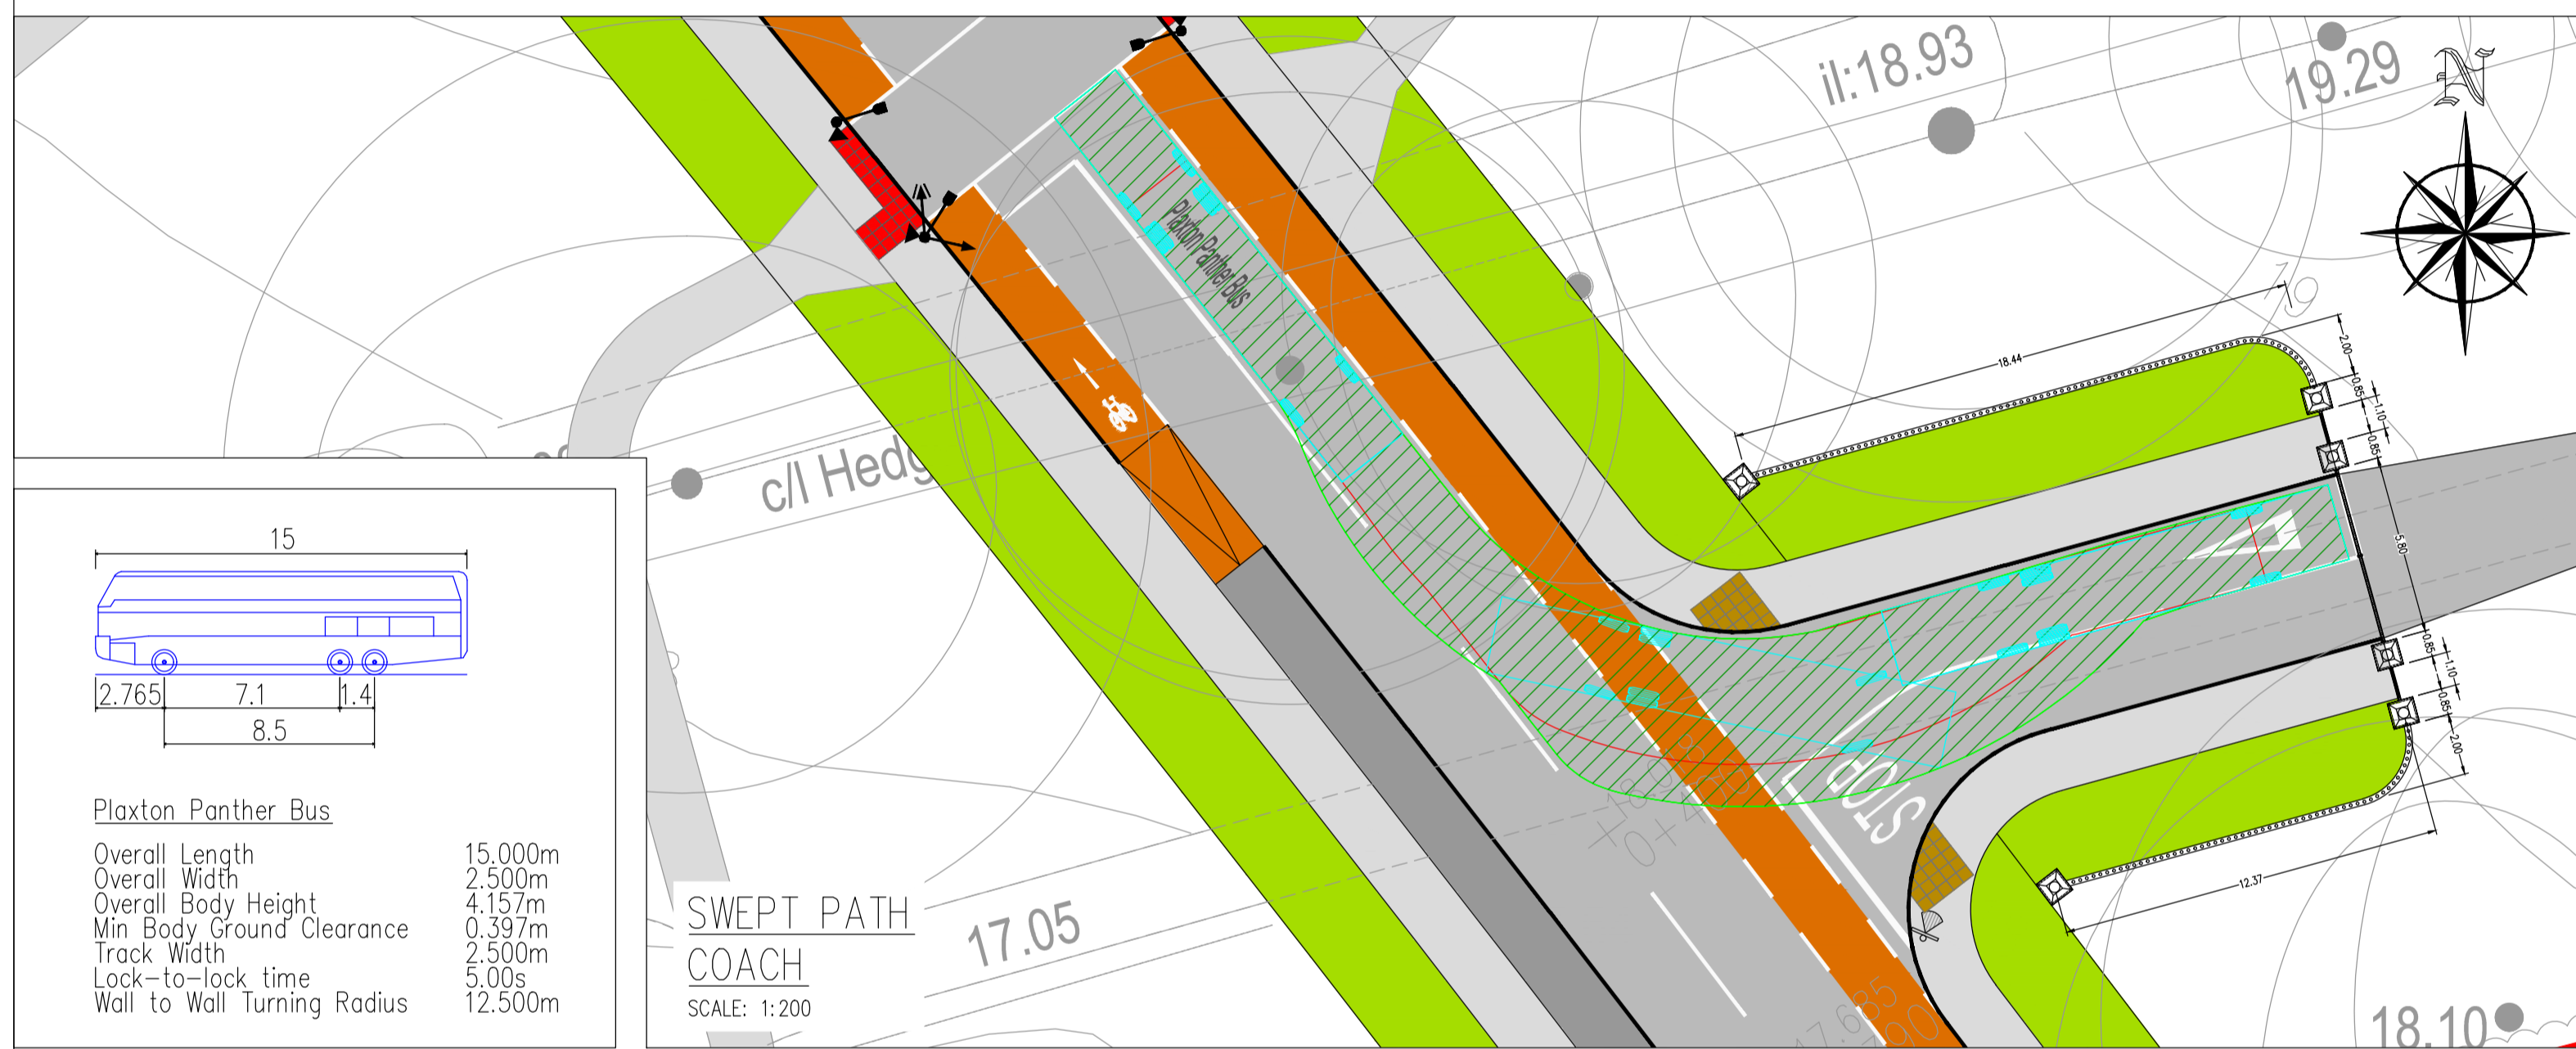 il:18.93
19.29
N
19
Plaxton Panther Bus
18.44
2.00
0.85
1.10
0.85
5.80
0.85
1.10
0.85
2.00
12.37
c/l Hedg
STOP
17.05
18.10
15
2.765
7.1
1.4
8.5
Plaxton Panther Bus
Overall Length 15.000m
Overall Width 2.500m
Overall Body Height 4.157m
Min Body Ground Clearance 0.397m
Track Width 2.500m
Lock-to-lock time 5.00s
Wall to Wall Turning Radius 12.500m
SWEPT PATH
COACH
SCALE: 1:200